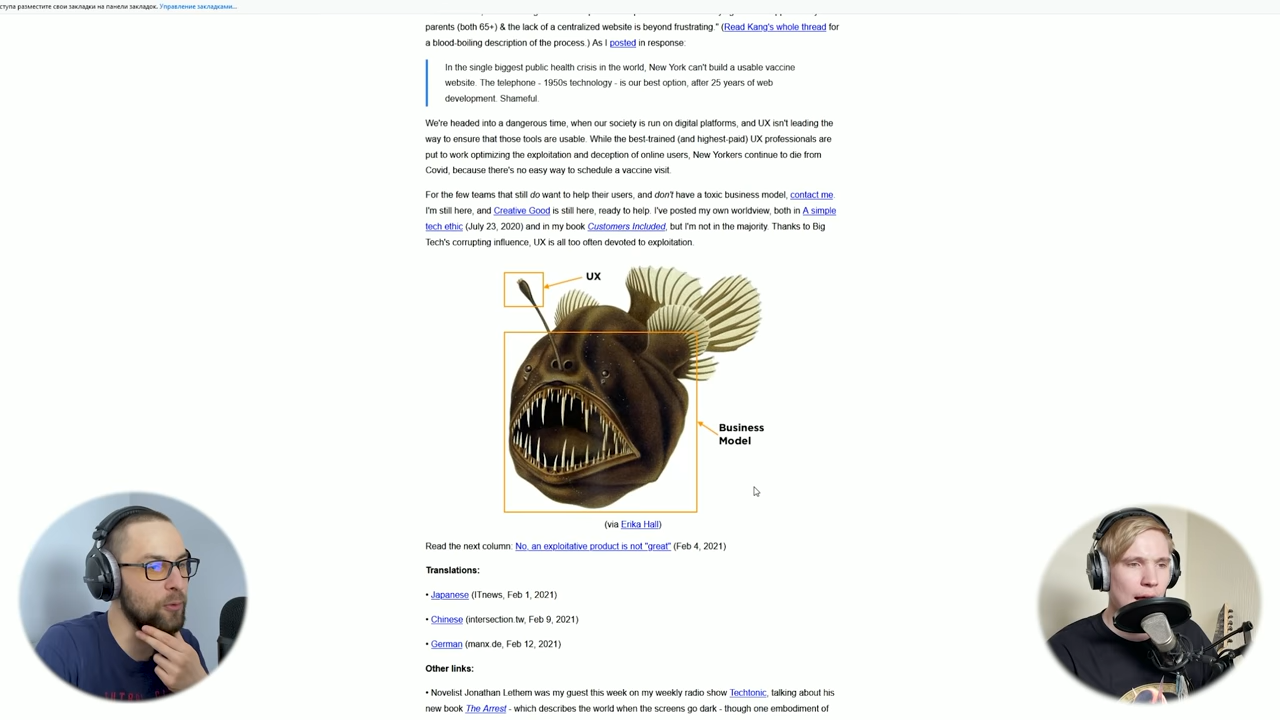 ступа разместите свои закладки на панели закладок. Управление закладками...
parents (both 65+) & the lack of a centralized website is beyond frustrating." (Read Kang's whole thread for
a blood-boiling description of the process.) As I posted in response:
In the single biggest public health crisis in the world, New York can't build a usable vaccine
website. The telephone - 1950s technology - is our best option, after 25 years of web
development. Shameful.
We're headed into a dangerous time, when our society is run on digital platforms, and UX isn't leading the
way to ensure that those tools are usable. While the best-trained (and highest-paid) UX professionals are
put to work optimizing the exploitation and deception of online users, New Yorkers continue to die from
Covid, because there's no easy way to schedule a vaccine visit.
For the few teams that still do want to help their users, and don't have a toxic business model, contact me.
I'm still here, and Creative Good is still here, ready to help. I've posted my own worldview, both in A simple
tech ethic (July 23, 2020) and in my book Customers Included, but I'm not in the majority. Thanks to Big
Tech's corrupting influence, UX is all too often devoted to exploitation.
UX
Business
Model
(via Erika Hall)
Read the next column: No, an exploitative product is not "great" (Feb 4, 2021)
Translations:
• Japanese (ITnews, Feb 1, 2021)
• Chinese (intersection.tw, Feb 9, 2021)
• German (manx.de, Feb 12, 2021)
Other links:
• Novelist Jonathan Lethem was my guest this week on my weekly radio show Techtonic, talking about his
new book The Arrest - which describes the world when the screens go dark - though one embodiment of